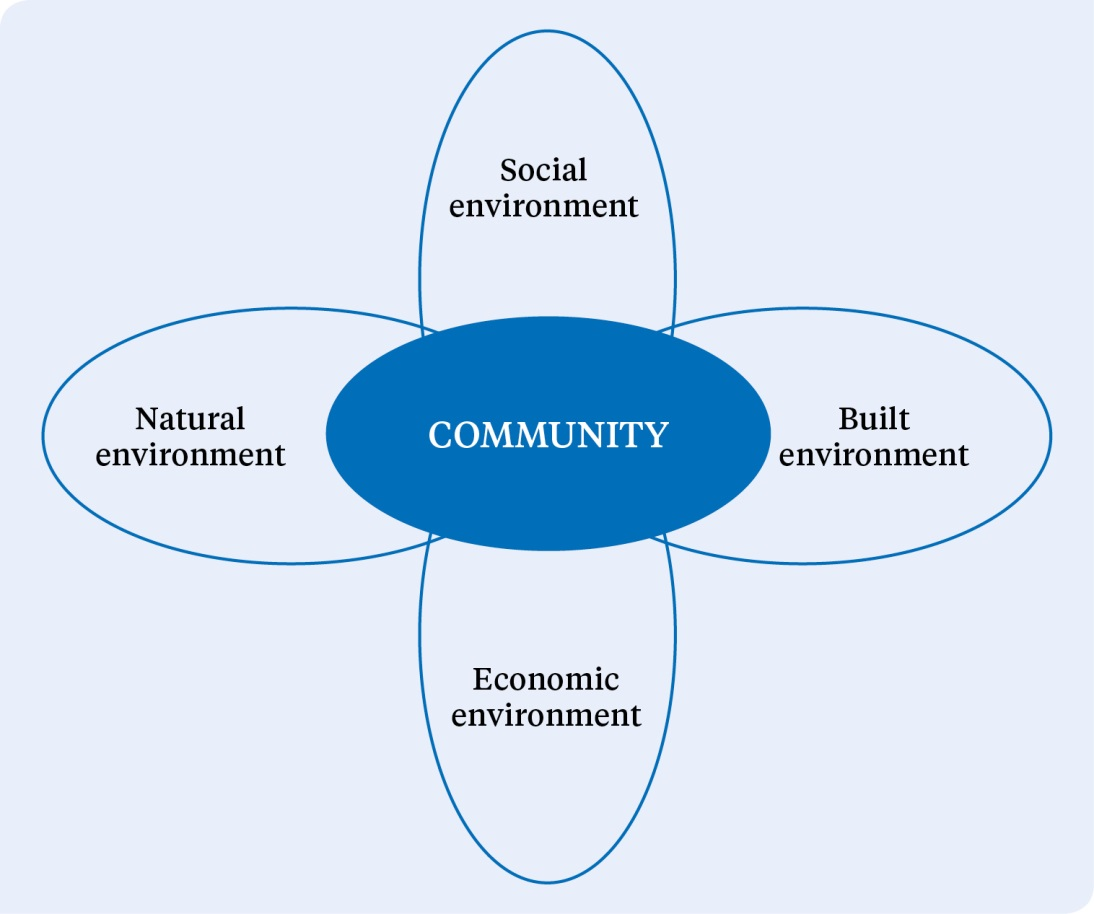 Social
environment
Natural
environment
COMMUNITY
Built
environment
Economic
environment